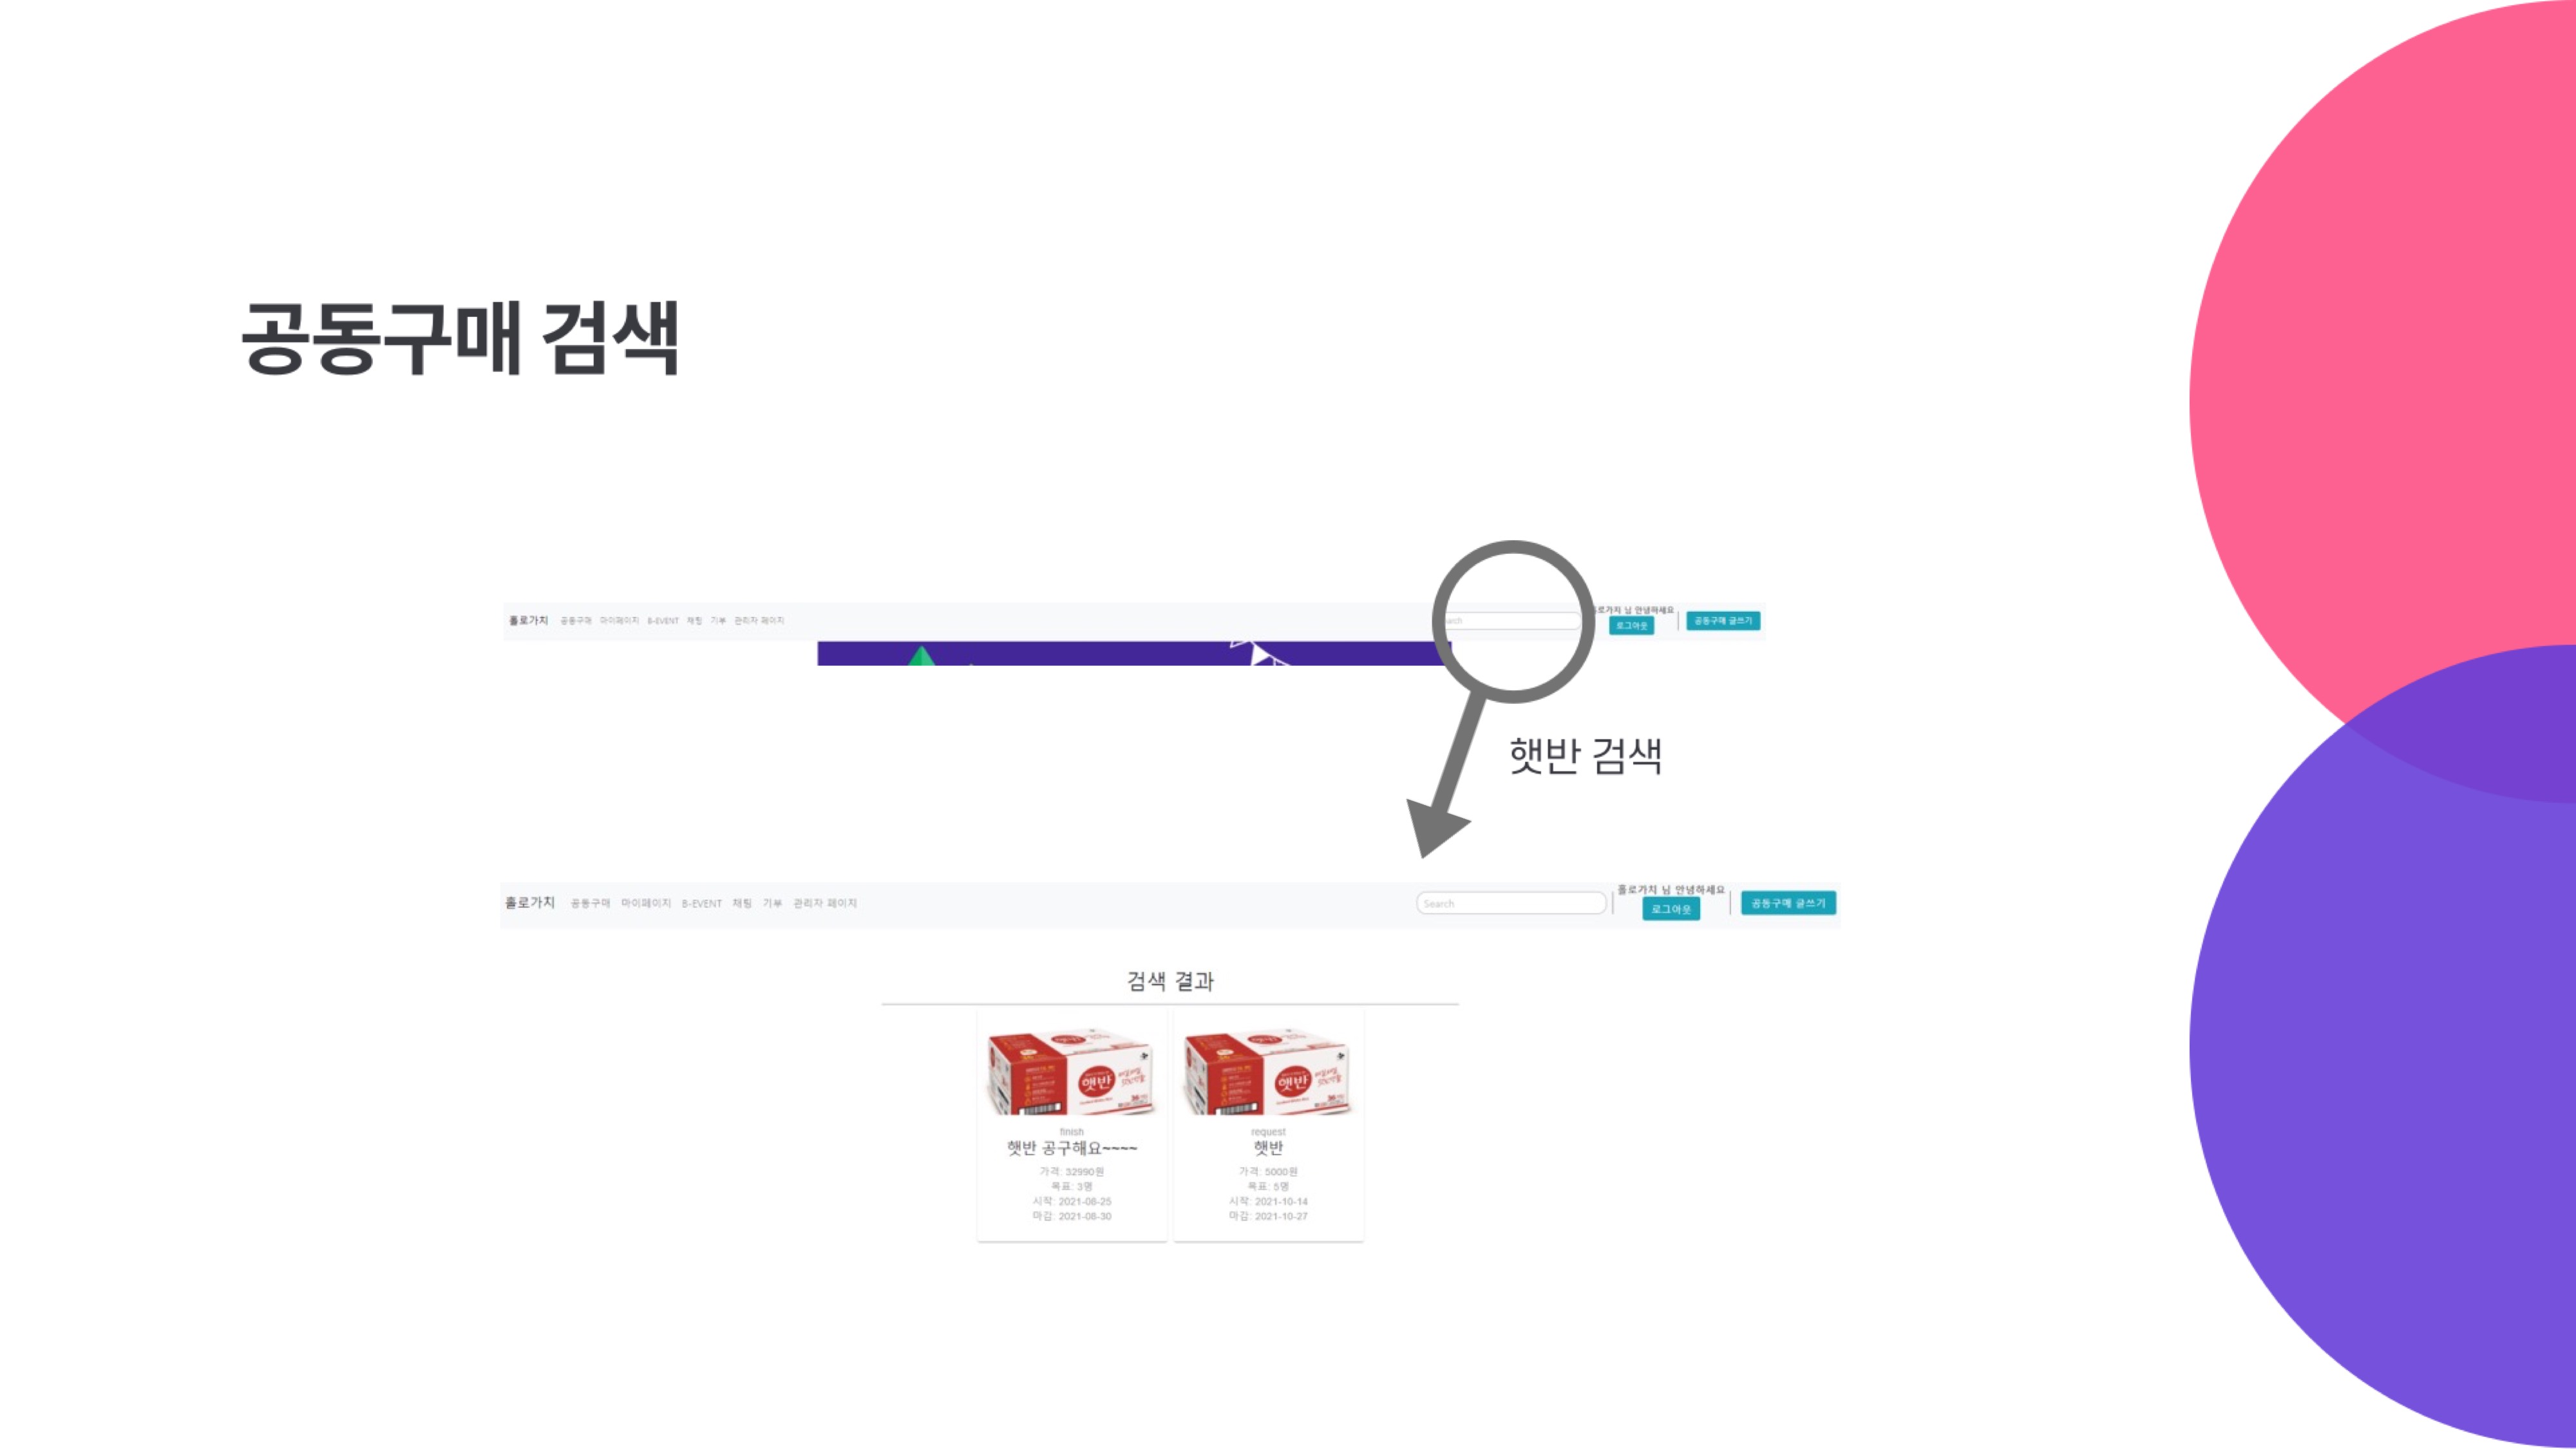 공동구매 검색
홀로가치 공동구매 마이페이지 B-EVENT 채팅 기부 관리자 페이지
로가치 님 안녕하세요
로그아웃
공동구매 글쓰기
햇반 검색
홀로가치 공동구매 마이페이지 B-EVENT 채팅 기부 관리자 페이지
Search
홀로가치 님 안녕하세요
로그아웃
공동구매 글쓰기
검색 결과
햇반
햇반
finish
햇반 공구해요~~~~
가격: 32990원
목표: 3명
시작: 2021-08-25
마감: 2021-08-30
request
햇반
가격: 5000원
목표: 5명
시작: 2021-10-14
마감: 2021-10-27